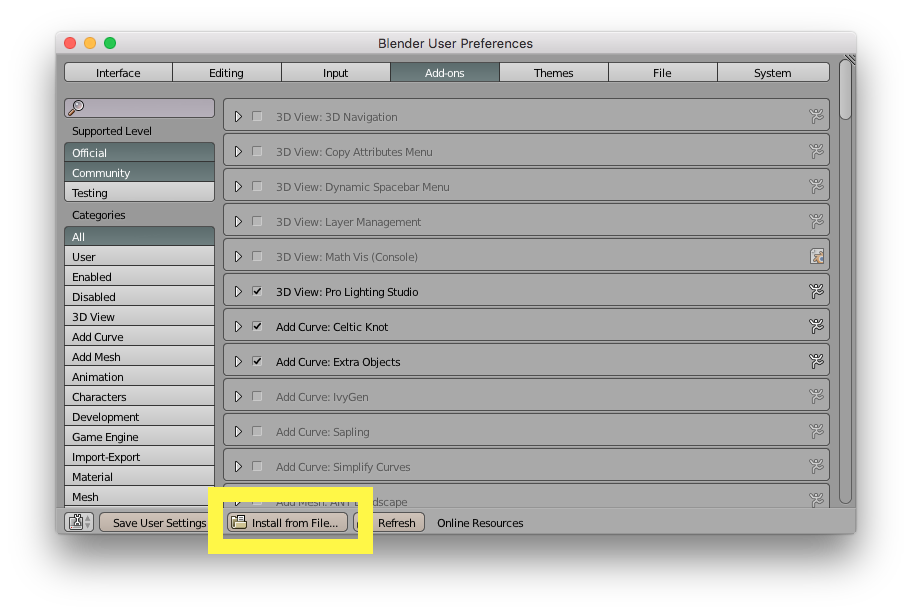 Blender User Preferences
Interface Editing Input Add-ons Themes File System
Supported Level
Official
Community
Testing
Categories
All
User
Enabled
Disabled
3D View
Add Curve
Add Mesh
Animation
Characters
Development
Game Engine
Import-Export
Material
Mesh
3D View: 3D Navigation
3D View: Copy Attributes Menu
3D View: Dynamic Spacebar Menu
3D View: Layer Management
3D View: Math Vis (Console)
3D View: Pro Lighting Studio
Add Curve: Celtic Knot
Add Curve: Extra Objects
Add Curve: IvyGen
Add Curve: Sapling
Add Curve: Simplify Curves
Add Mesh: ANT Landscape
Save User Settings Install from File... Refresh Online Resources